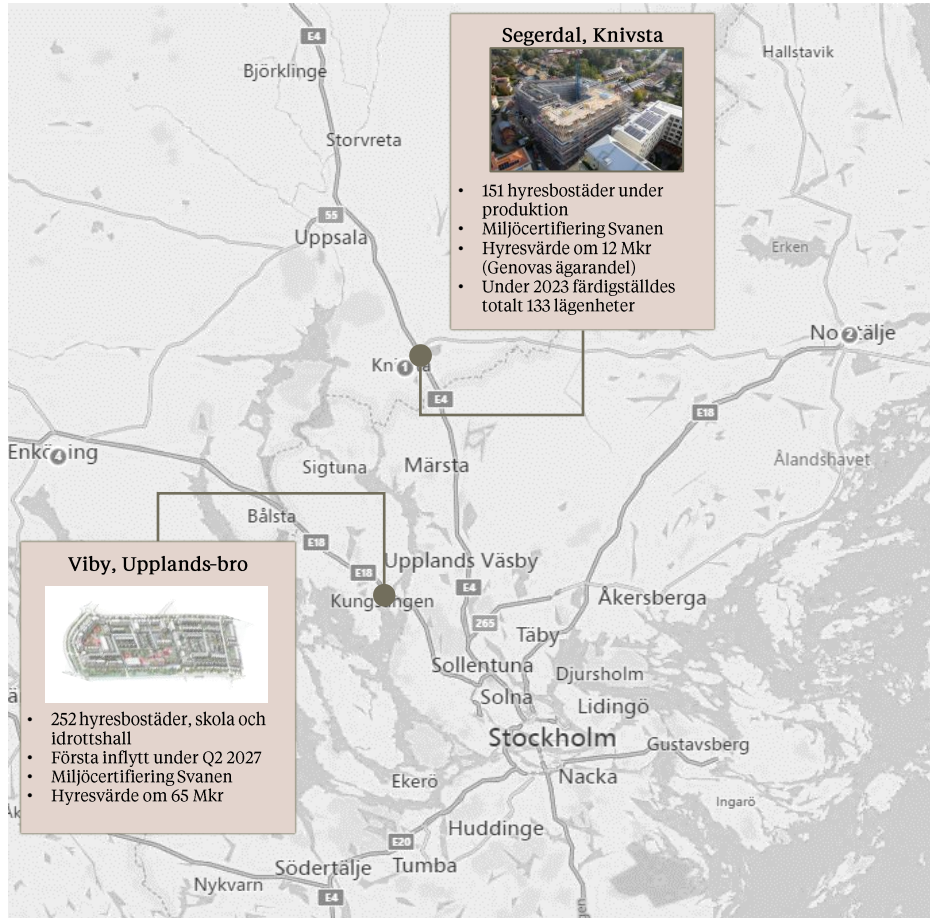 Segerdal, Knivsta
• 151 hyresbostäder under
produktion
• Miljöcertifiering Svanen
• Hyresvärde om 12 Mkr
(Genovas ägarandel)
• Under 2023 färdigställdes
totalt 133 lägenheter
E4
Björklinge
Hallstavik
Storvreta
55
Uppsala
Erken
2
1
E4
E18
4
Sigtuna
Märsta
Ålandshavet
Bålsta
E18
Viby, Upplands-bro
• 252 hyresbostäder, skola och
idrottshall
• Första inflytt under Q2 2027
• Miljöcertifiering Svanen
• Hyresvärde om 65 Mkr
Upplands Väsby
E18
E4
Åkersberga
265
Täby
Sollentuna
Djursholm
Solna
Lidingö
Stockholm
Gustavsberg
Ekerö
Nacka
Ingarö
Huddinge
E20
Södertälje
Tumba
Nykvarn
E4